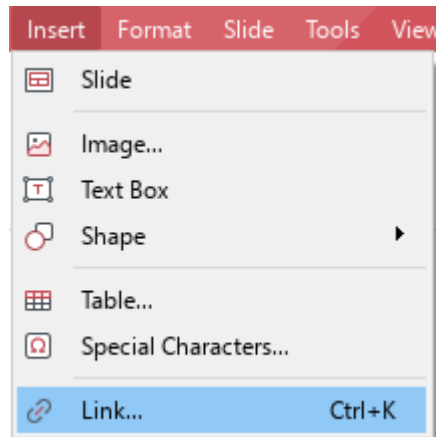 Insert Format Slide Tools View
Slide
Image...
Text Box
Shape
Table...
Special Characters...
Link... Ctrl+K